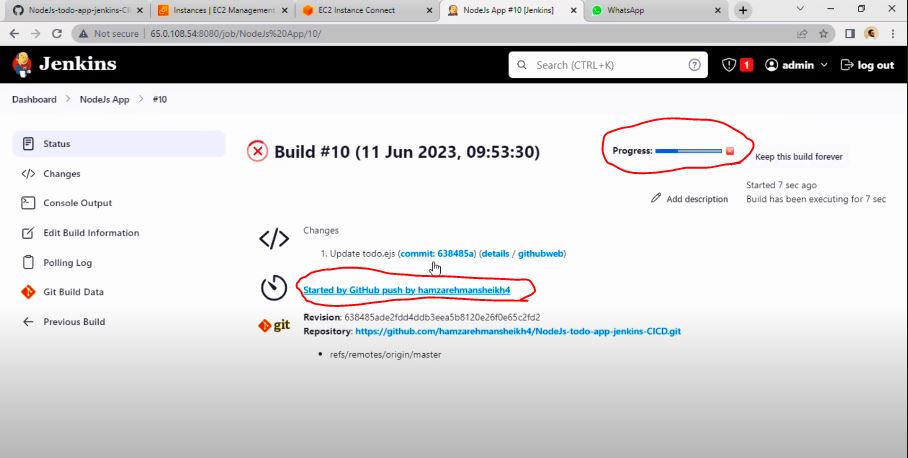 NodeJs-todo-app-jenkins-CI
Instances | EC2 Management
EC2 Instance Connect
NodeJs App #10 [Jenkins]
WhatsApp
Not secure | 65.0.108.54:8080/job/NodeJs%20App/10/
Jenkins
Search (CTRL+K)
1
admin
log out
Dashboard > NodeJs App > #10
Status
Changes
Console Output
Edit Build Information
Polling Log
Git Build Data
Previous Build
Build #10 (11 Jun 2023, 09:53:30)
Progress:
Keep this build forever
Started 7 sec ago
Build has been executing for 7 sec
Add description
Changes
1. Update todo.ejs (commit: 638485a) (details / githubweb)
Started by GitHub push by hamzarehmansheikh4
git
Revision: 638485ade2fdd4ddb3eea5b8120e26f0e65c2fd2
Repository: https://github.com/hamzarehmansheikh4/NodeJs-todo-app-jenkins-CICD.git
• refs/remotes/origin/master